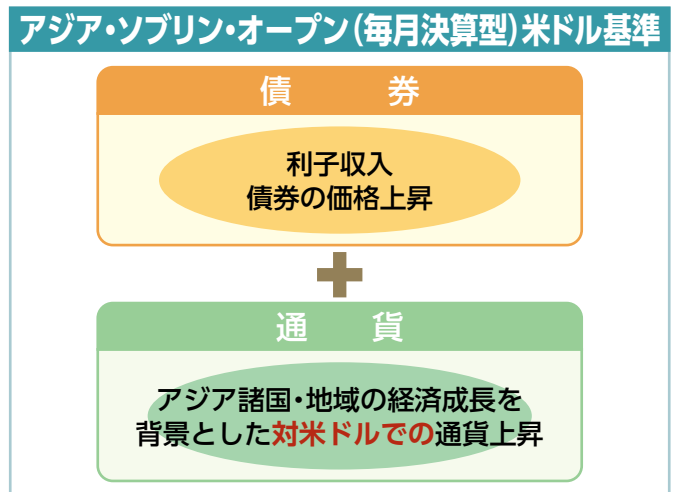 アジア・ソブリン・オープン(毎月決算型)米ドル基準
債　券
利子収入
債券の価格上昇
通　貨
アジア諸国・地域の経済成長を
背景とした対米ドルでの通貨上昇